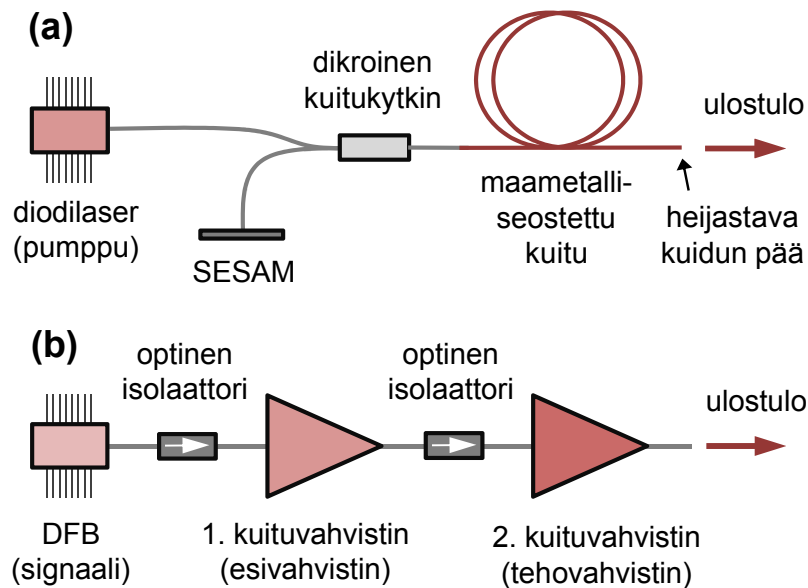 (a)
dikroinen
kuitukytkin
ulostulo
diodilaser
(pumppu)
SESAM
maametalli-
seostettu
kuitu
heijastava
kuidun pää
(b)
optinen
isolaattori
optinen
isolaattori
ulostulo
DFB
(signaali)
1. kuituvahvistin
(esivahvistin)
2. kuituvahvistin
(tehovahvistin)